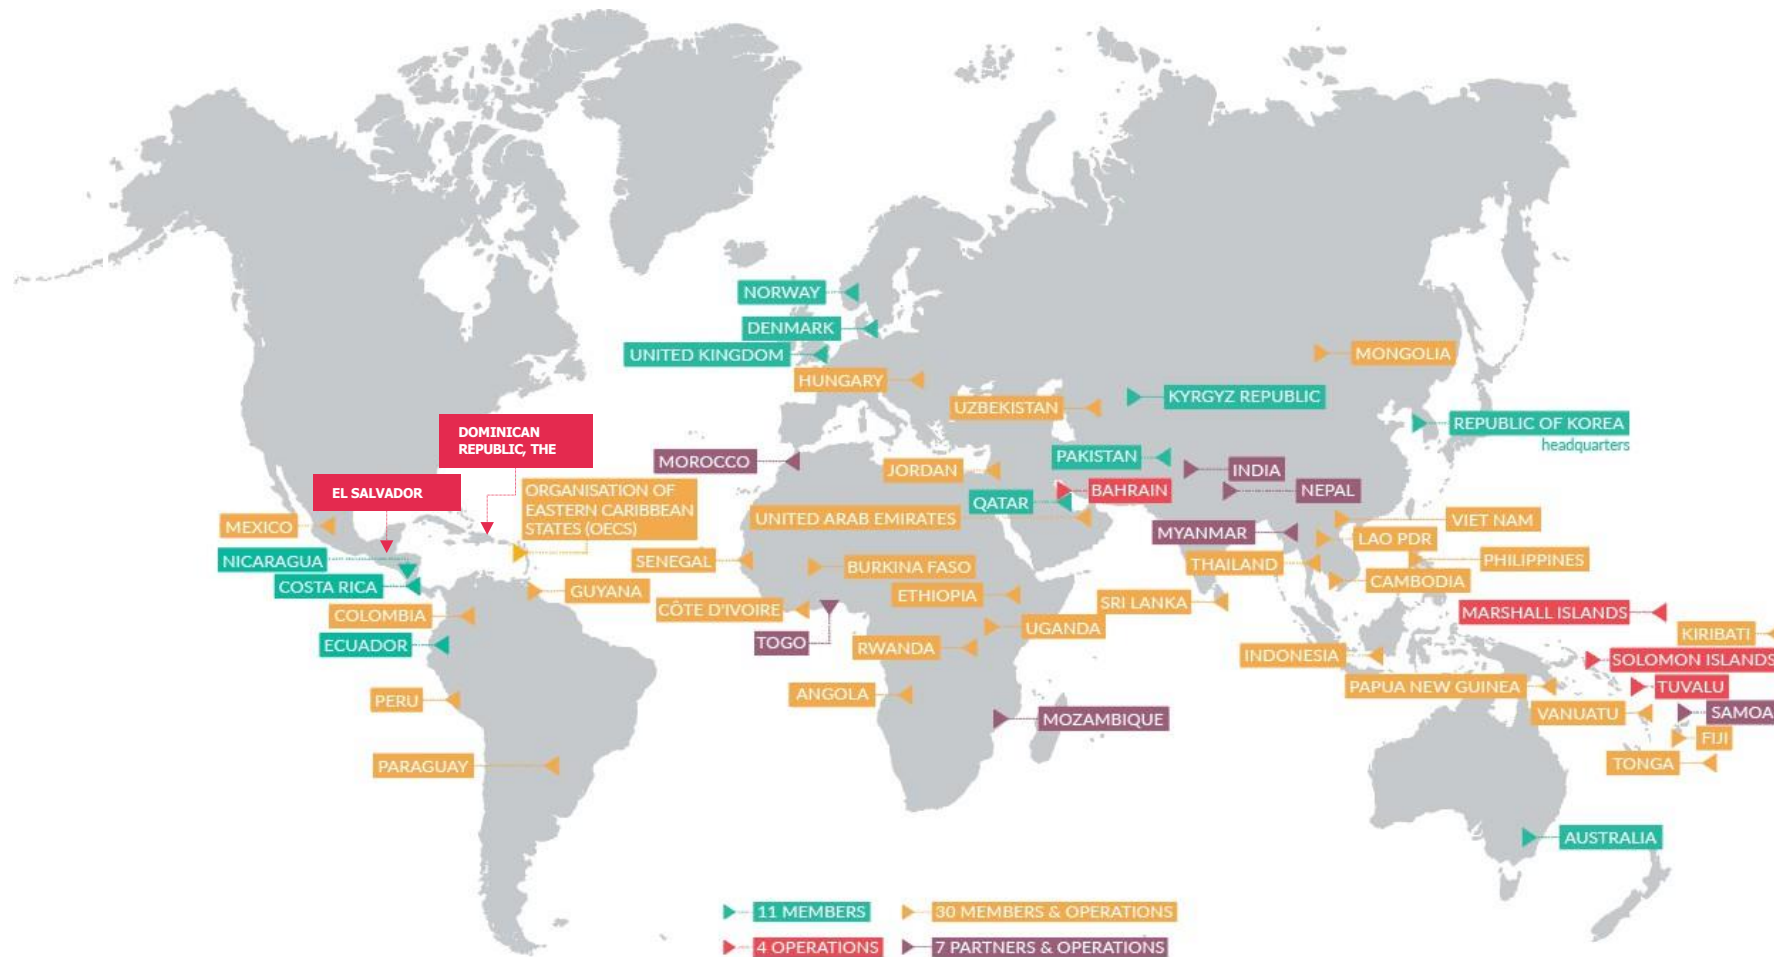 NORWAY
DENMARK
UNITED KINGDOM
MONGOLIA
HUNGARY
KYRGYZ REPUBLIC
UZBEKISTAN
REPUBLIC OF KOREA
headquarters
DOMINICAN
REPUBLIC, THE
MOROCCO
PAKISTAN
JORDAN
INDIA
EL SALVADOR
ORGANISATION OF
EASTERN CARIBBEAN
STATES (OECS)
BAHRAIN
NEPAL
QATAR
MEXICO
UNITED ARAB EMIRATES
VIET NAM
MYANMAR
LAO PDR
NICARAGUA
SENEGAL
BURKINA FASO
THAILAND
PHILIPPINES
COSTA RICA
GUYANA
CAMBODIA
ETHIOPIA
SRI LANKA
COLOMBIA
CÔTE D'IVOIRE
MARSHALL ISLANDS
UGANDA
KIRIBATI
ECUADOR
TOGO
RWANDA
INDONESIA
SOLOMON ISLANDS
PERU
ANGOLA
PAPUA NEW GUINEA
TUVALU
MOZAMBIQUE
VANUATU
SAMOA
FIJI
PARAGUAY
TONGA
AUSTRALIA
11 MEMBERS
30 MEMBERS & OPERATIONS
4 OPERATIONS
7 PARTNERS & OPERATIONS